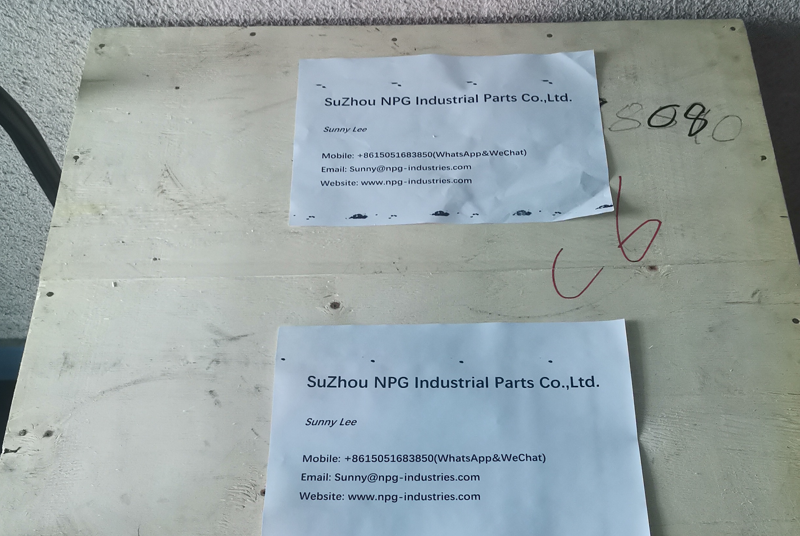 SuZhou NPG Industrial Parts Co.,Ltd.
Sunny Lee
Mobile: +8615051683850(WhatsApp&WeChat)
Email: Sunny@npg-industries.com
Website: www.npg-industries.com
SuZhou NPG Industrial Parts Co.,Ltd.
Sunny Lee
Mobile: +8615051683850(WhatsApp&WeChat)
Email: Sunny@npg-industries.com
Website: www.npg-industries.com